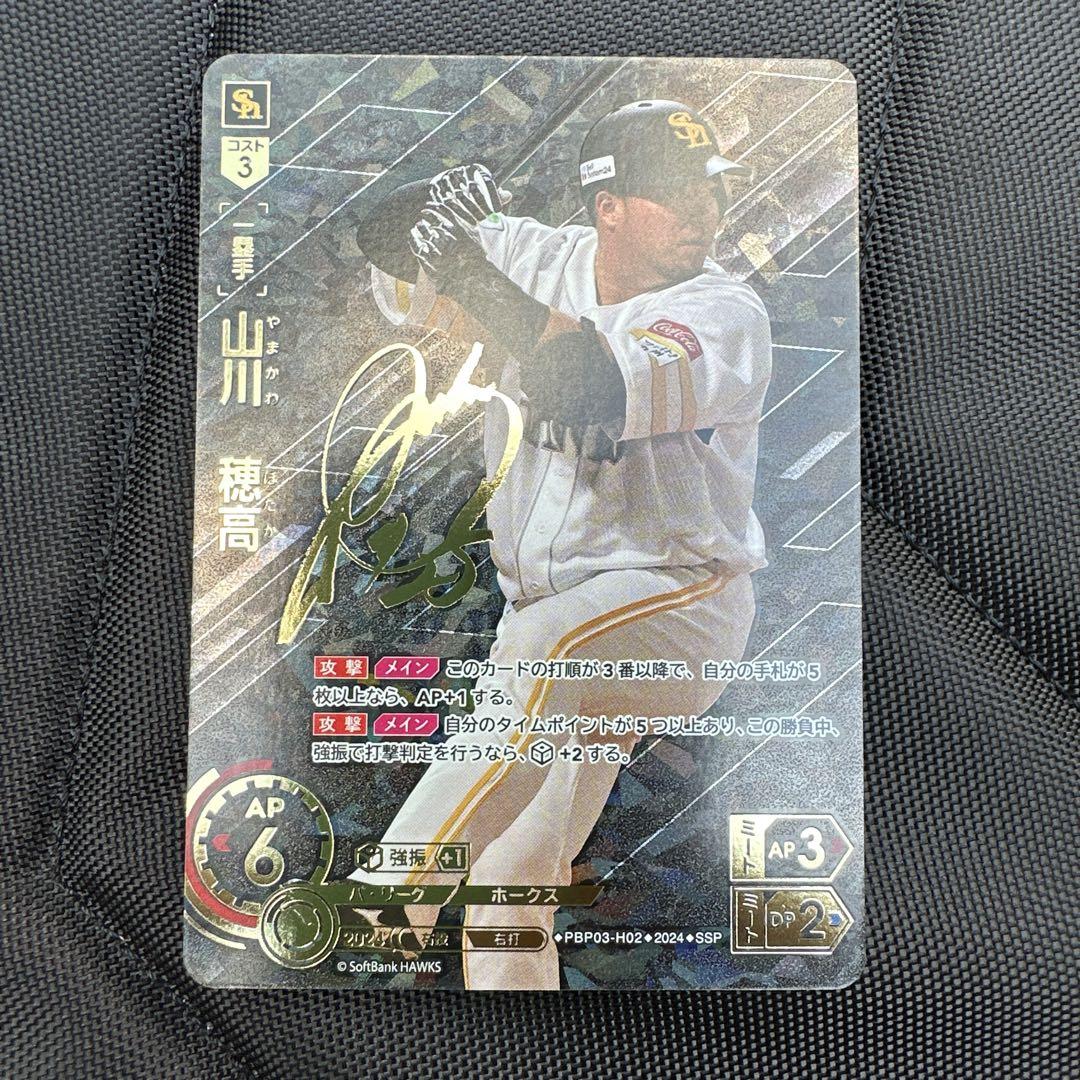 Sh
コスト
3
一塁手
山川 穂高
やまかわ ほたか
Sh
Coca-Cola
攻撃 メイン このカードの打順が3番以降で、自分の手札が5
枚以上なら、AP+1する。
攻撃 メイン 自分のタイムポイントが5つ以上あり、この勝負中、
強振で打撃判定を行うなら、+2する。
AP
6
強振 +1
パ・リーグ ホークス
2024 右投 右打
◆PBP03-H02◆2024◆SSP
ミート AP 3
ミート DP 2
© SoftBank HAWKS